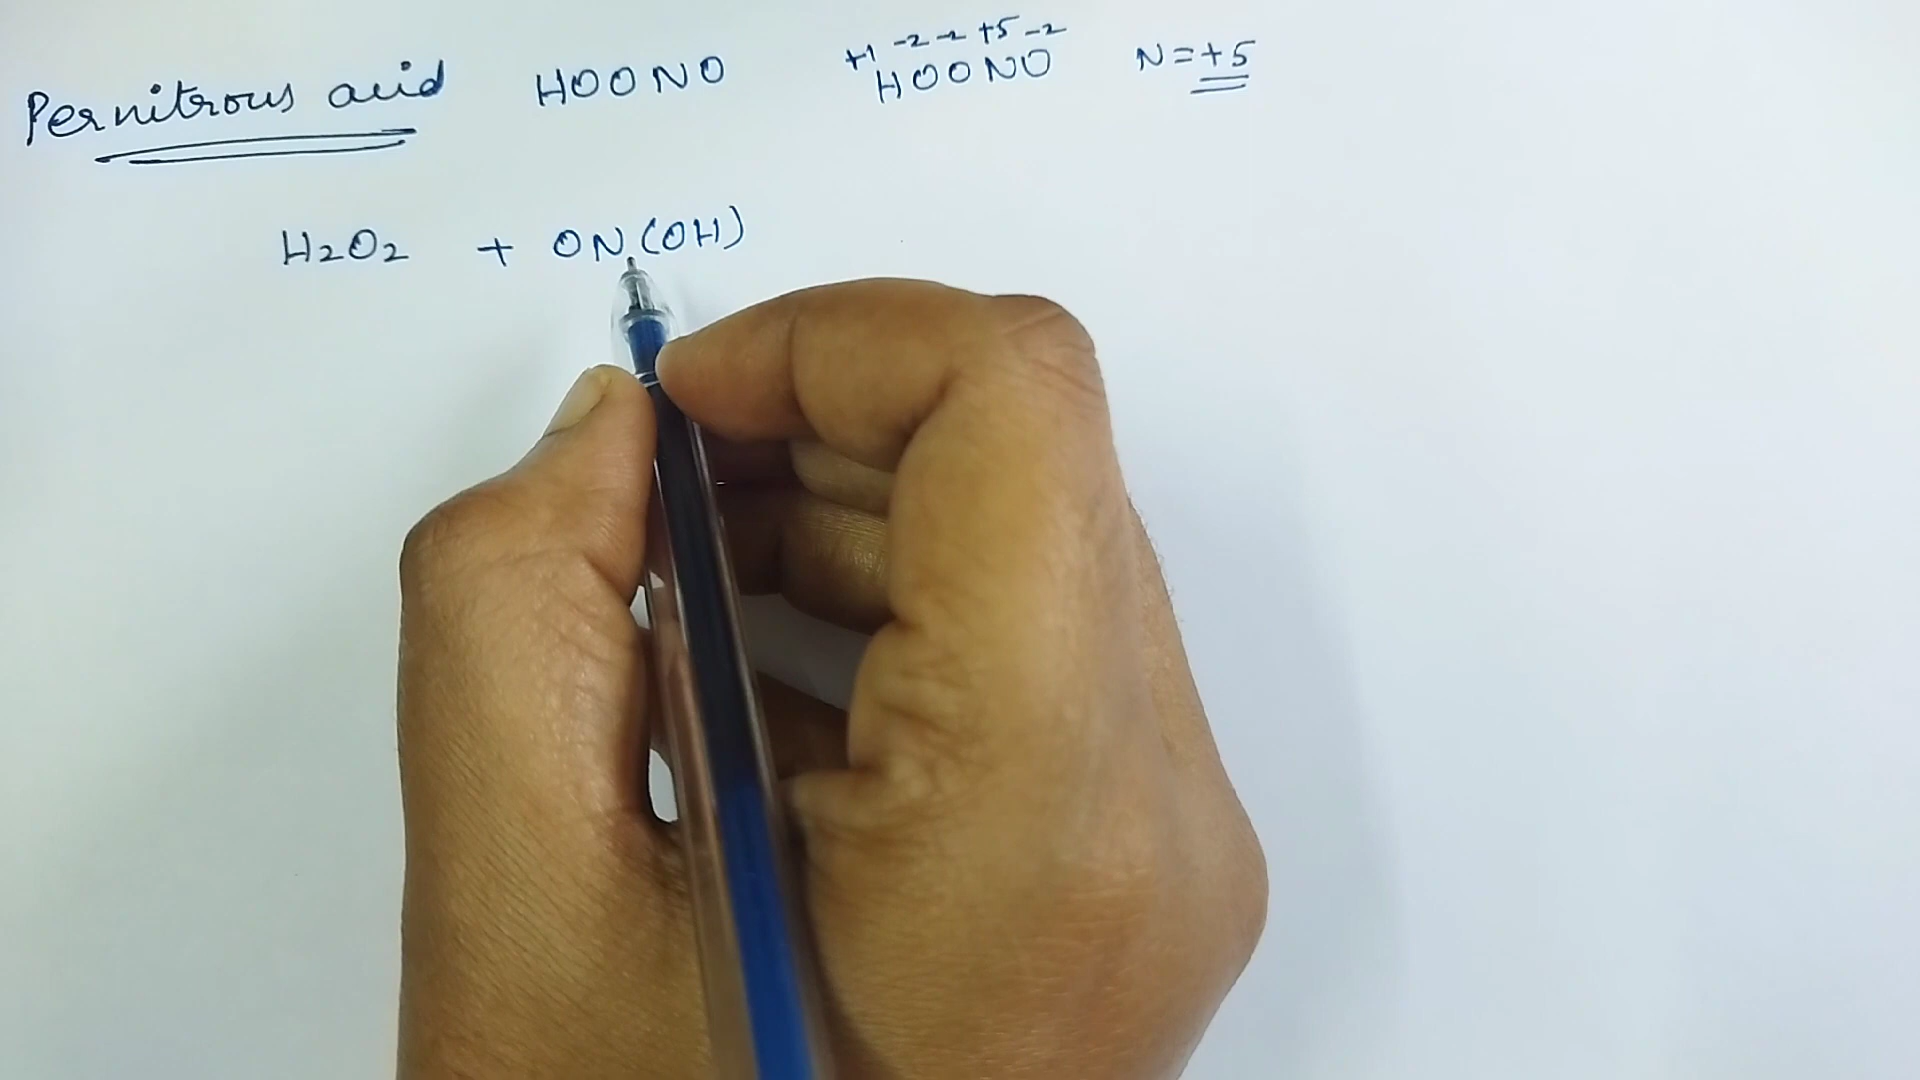 Pernitrous acid HOONO +1 -2 -2 +5 -2 HOONO N = +5
H2O2 + ON(OH)